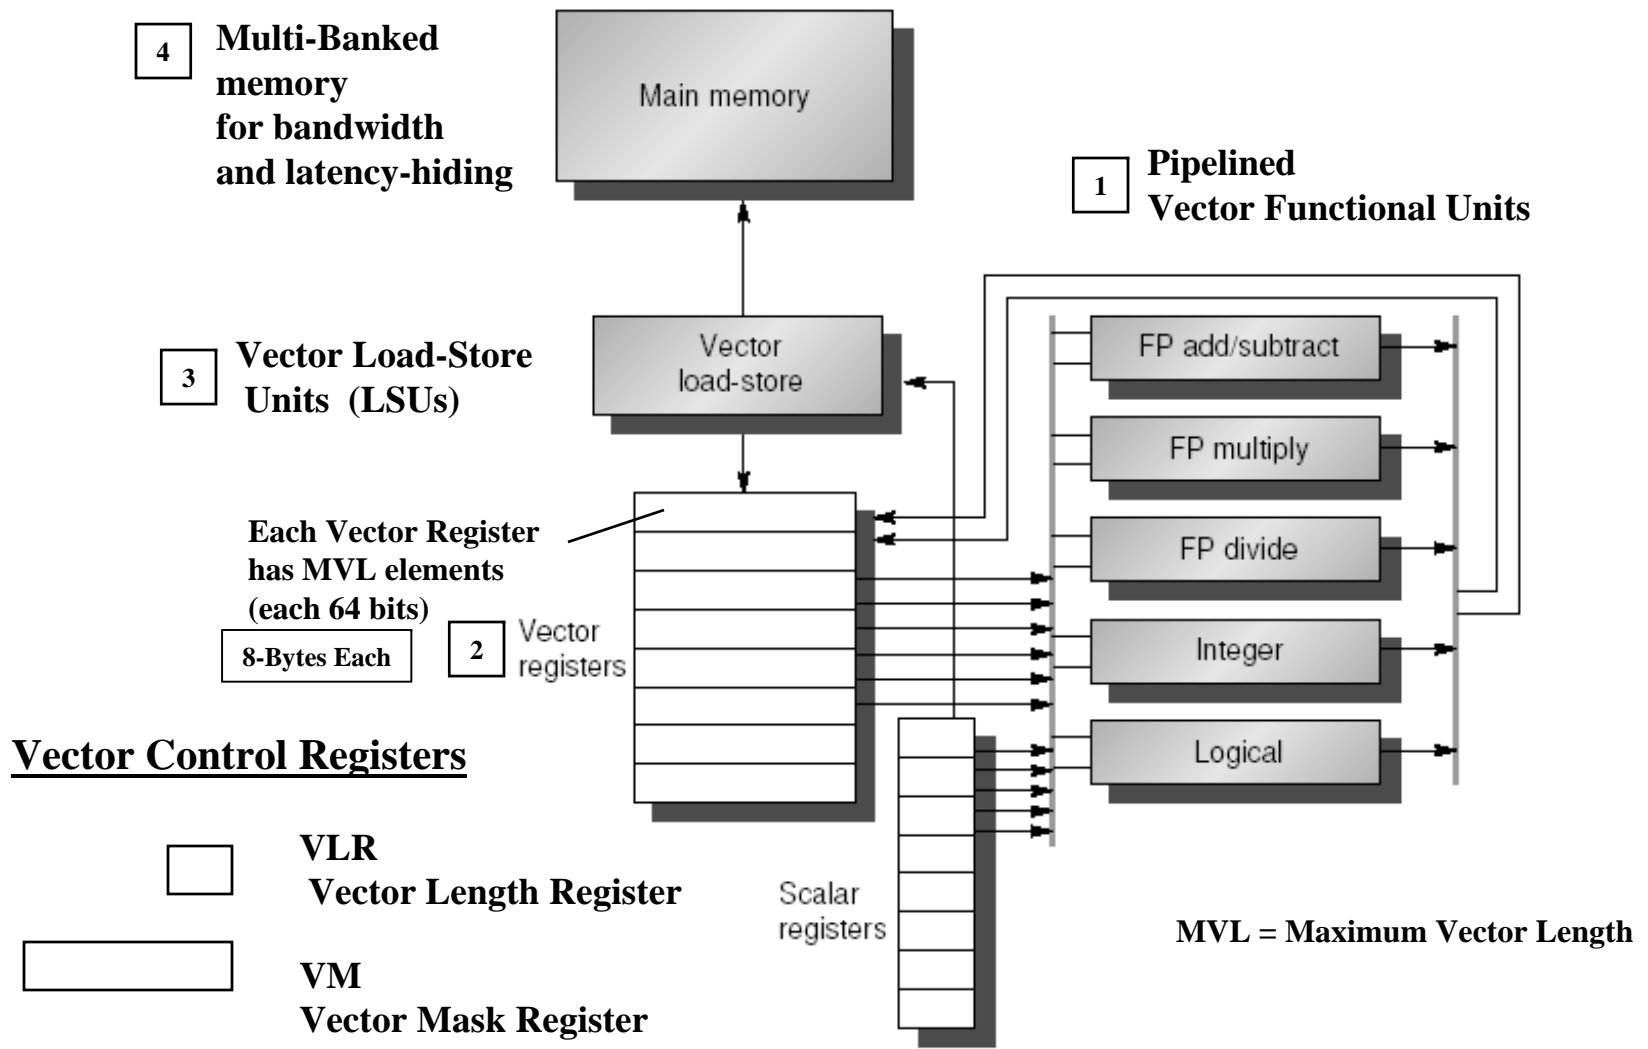 4
Multi-Banked
memory
for bandwidth
and latency-hiding
Main memory
1
Pipelined
Vector Functional Units
3
Vector Load-Store
Units (LSUs)
Vector
load-store
FP add/subtract
FP multiply
FP divide
Integer
Logical
Each Vector Register
has MVL elements
(each 64 bits)
8-Bytes Each
2
Vector
registers
Vector Control Registers
VLR
Vector Length Register
VM
Vector Mask Register
Scalar
registers
MVL = Maximum Vector Length